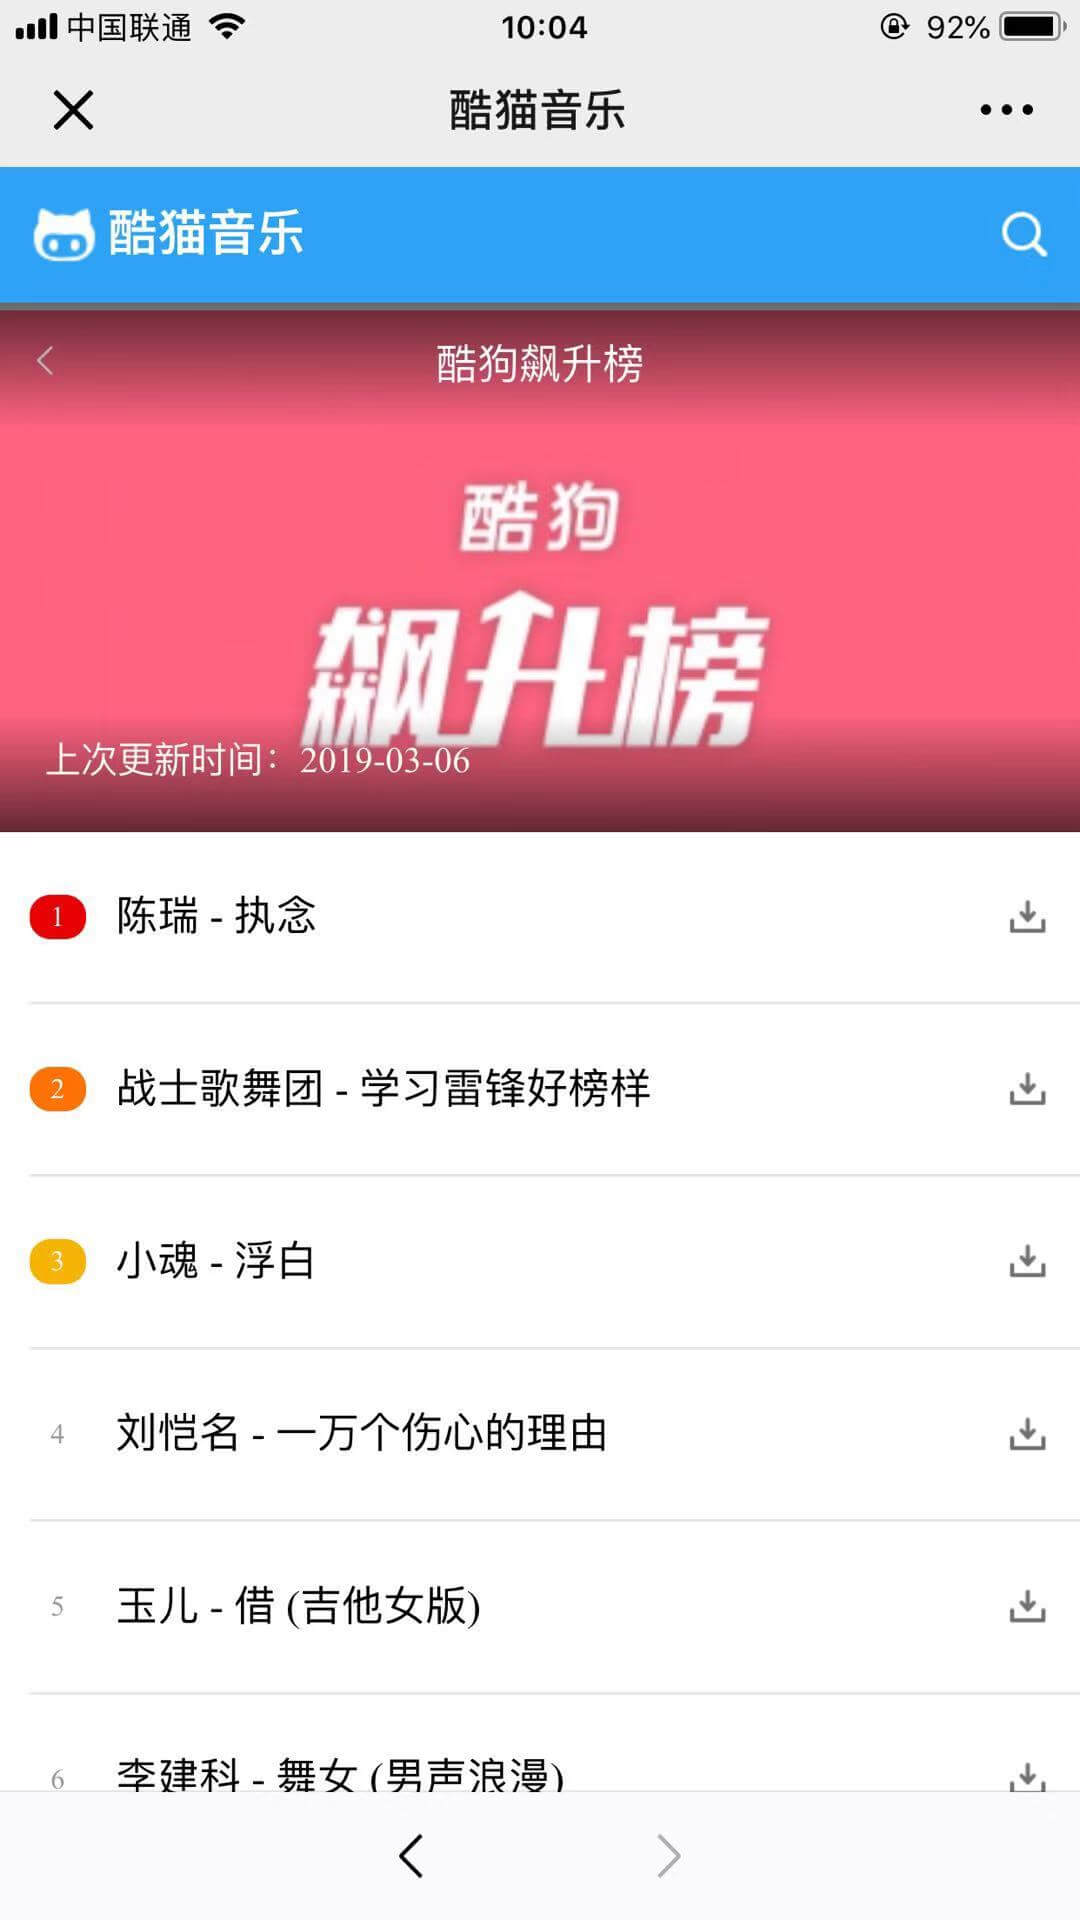 中国联通 10:04 92%
酷猫音乐
酷猫音乐
酷狗飙升榜
酷狗
飙升榜
上次更新时间：2019-03-06
1 陈瑞 - 执念
2 战士歌舞团 - 学习雷锋好榜样
3 小魂 - 浮白
4 刘恺名 - 一万个伤心的理由
5 玉儿 - 借 (吉他女版)
6 李建科 - 舞女 (男声浪漫)